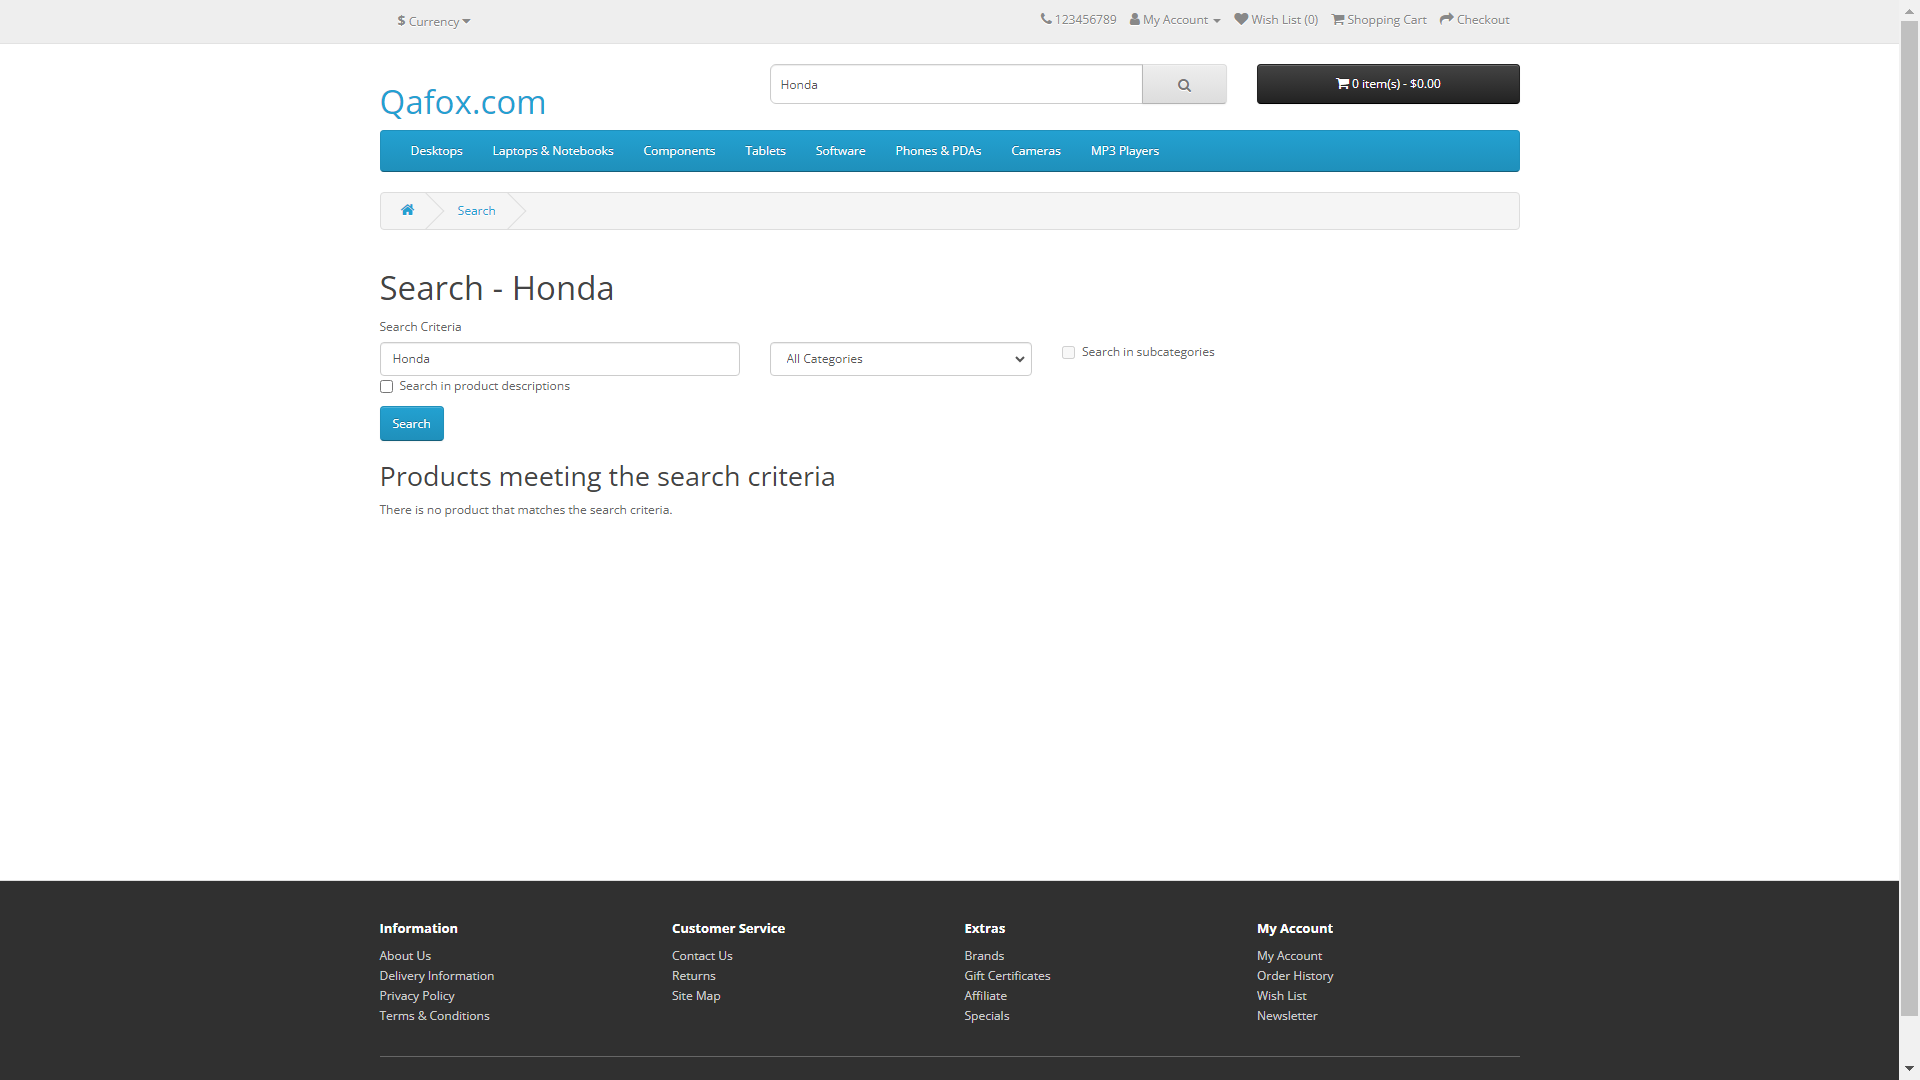 $ Currency
123456789 My Account Wish List (0) Shopping Cart Checkout
Qafox.com
Honda
0 item(s) - $0.00
Desktops Laptops & Notebooks Components Tablets Software Phones & PDAs Cameras MP3 Players
Search
Search - Honda
Search Criteria
Honda
All Categories
Search in subcategories
Search in product descriptions
Search
Products meeting the search criteria
There is no product that matches the search criteria.
Information
About Us
Delivery Information
Privacy Policy
Terms & Conditions
Customer Service
Contact Us
Returns
Site Map
Extras
Brands
Gift Certificates
Affiliate
Specials
My Account
My Account
Order History
Wish List
Newsletter